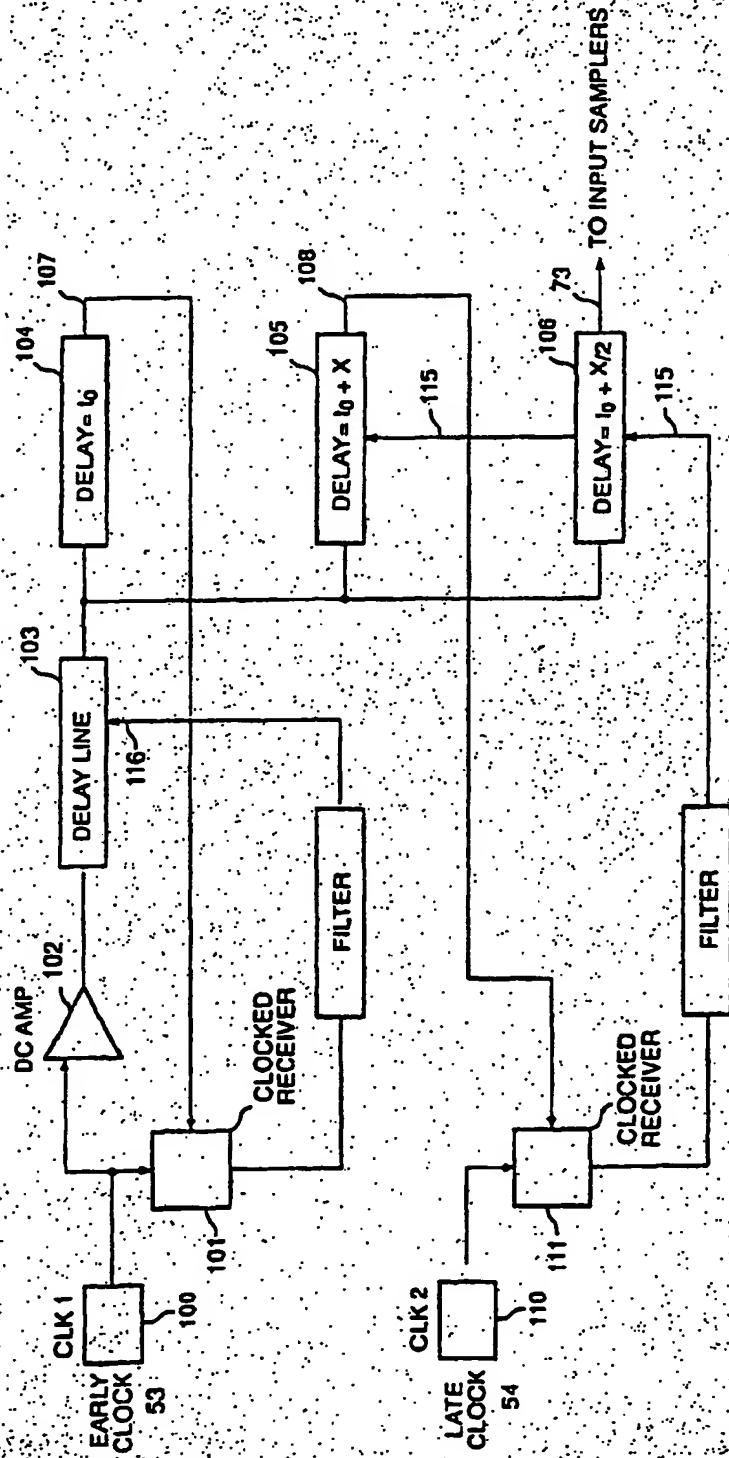 EARLY
CLOCK
53
CLK 1
100
DC AMP
102
101
CLOCKED
RECEIVER
DELAY LINE
103
116
FILTER
DELAY= t0
104
107
DELAY= t0 + X
105
108
115
DELAY= t0 + X/2
106
73
TO INPUT SAMPLERS
115
LATE
CLOCK
54
CLK 2
110
111
CLOCKED
RECEIVER
FILTER